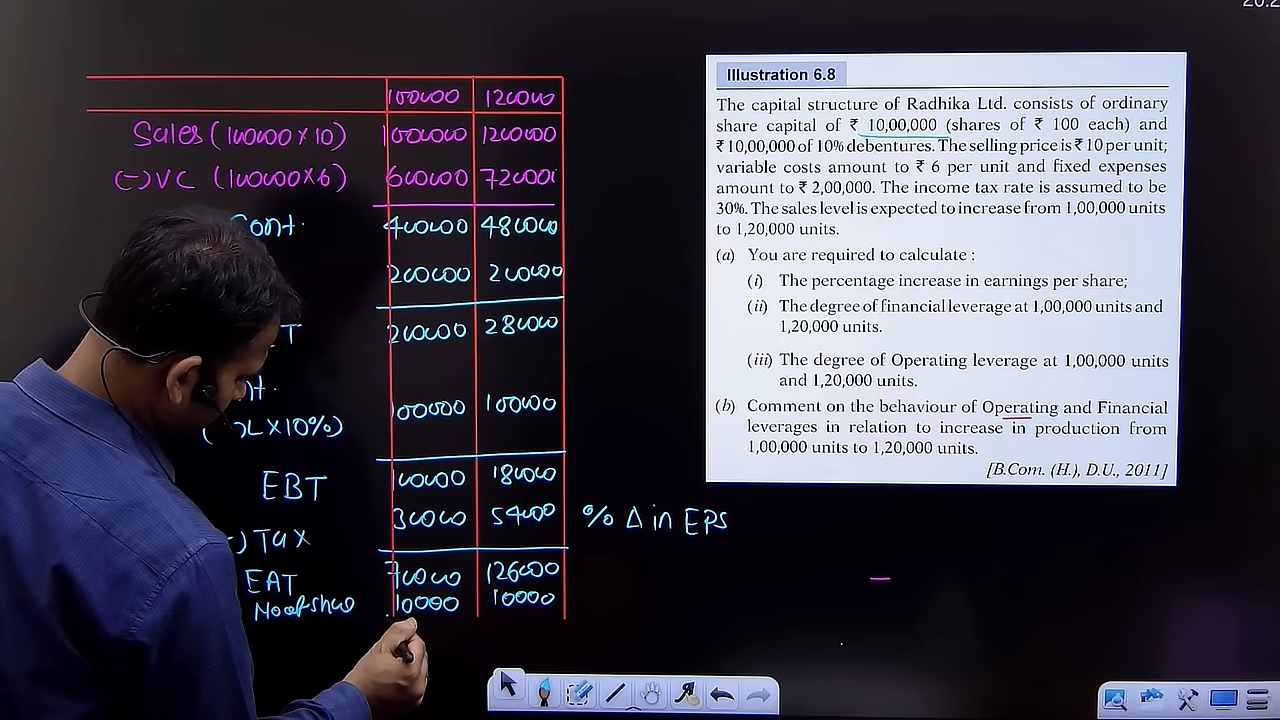 20.2
100000 120000
Sales (100000×10) 1000000 1200000
(-) VC (100000×6) 600000 720000
Cont. 400000 480000
200000 200000
T 200000 280000
nt.
100000 100000
0L×10%)
EBT 100000 180000
) Tax 30000 54000
% Δ in EPS
EAT 70000 126000
No of share 10000 10000
Illustration 6.8
The capital structure of Radhika Ltd. consists of ordinary
share capital of ₹ 10,00,000 (shares of ₹ 100 each) and
₹ 10,00,000 of 10% debentures. The selling price is ₹ 10 per unit;
variable costs amount to ₹ 6 per unit and fixed expenses
amount to ₹ 2,00,000. The income tax rate is assumed to be
30%. The sales level is expected to increase from 1,00,000 units
to 1,20,000 units.
(a) You are required to calculate :
(i) The percentage increase in earnings per share;
(ii) The degree of financial leverage at 1,00,000 units and
1,20,000 units.
(iii) The degree of Operating leverage at 1,00,000 units
and 1,20,000 units.
(b) Comment on the behaviour of Operating and Financial
leverages in relation to increase in production from
1,00,000 units to 1,20,000 units.
[B.Com. (H.), D.U., 2011]